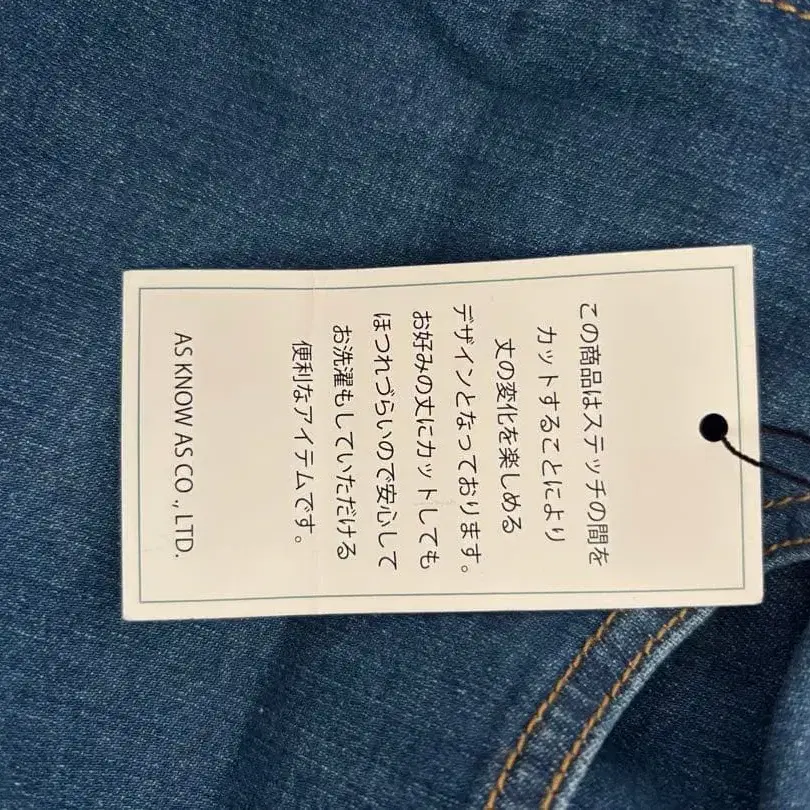 この商品はステッチの間を
カットすることにより
丈の変化を楽しめる
デザインとなっております。
お好みの丈にカットしても
ほつれづらいので安心して
お洗濯もしていただける
便利なアイテムです。
AS KNOW AS CO., LTD.